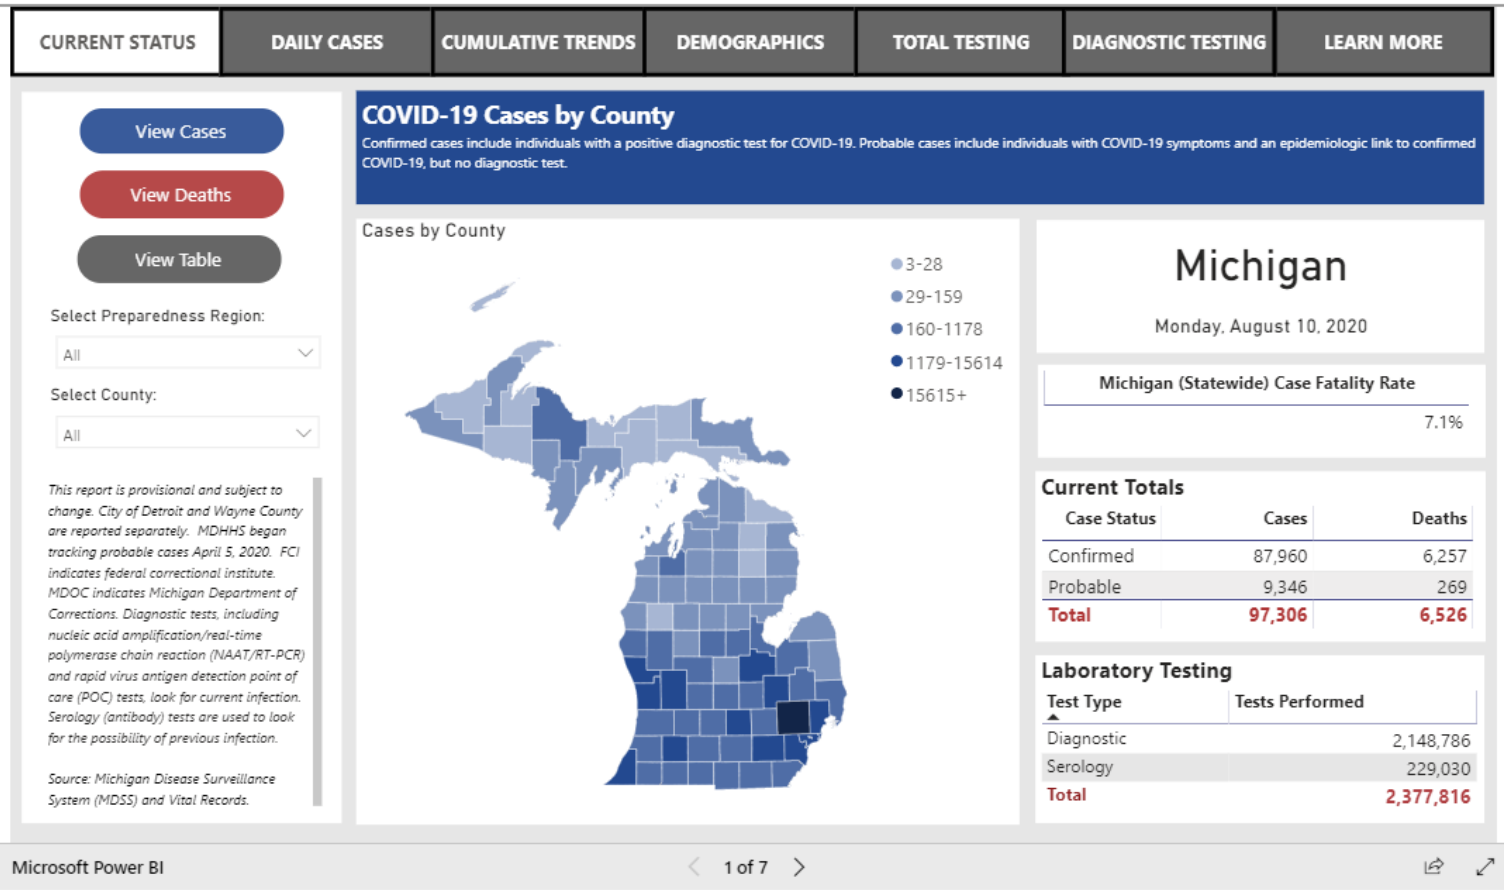 CURRENT STATUS
DAILY CASES
CUMULATIVE TRENDS
DEMOGRAPHICS
TOTAL TESTING
DIAGNOSTIC TESTING
LEARN MORE
View Cases
View Deaths
View Table
Select Preparedness Region:
All
Select County:
All
This report is provisional and subject to
change. City of Detroit and Wayne County
are reported separately. MDHHS began
tracking probable cases April 5, 2020. FCI
indicates federal correctional institute.
MDOC indicates Michigan Department of
Corrections. Diagnostic tests, including
nucleic acid amplification/real-time
polymerase chain reaction (NAAT/RT-PCR)
and rapid virus antigen detection point of
care (POC) tests, look for current infection.
Serology (antibody) tests are used to look
for the possibility of previous infection.
Source: Michigan Disease Surveillance
System (MDSS) and Vital Records.
COVID-19 Cases by County
Confirmed cases include individuals with a positive diagnostic test for COVID-19. Probable cases include individuals with COVID-19 symptoms and an epidemiologic link to confirmed
COVID-19, but no diagnostic test.
Cases by County
3-28
29-159
160-1178
1179-15614
15615+
Michigan
Monday, August 10, 2020
Michigan (Statewide) Case Fatality Rate
7.1%
Current Totals
Case Status Cases Deaths
Confirmed 87,960 6,257
Probable 9,346 269
Total 97,306 6,526
Laboratory Testing
Test Type Tests Performed
Diagnostic 2,148,786
Serology 229,030
Total 2,377,816
Microsoft Power BI
1 of 7